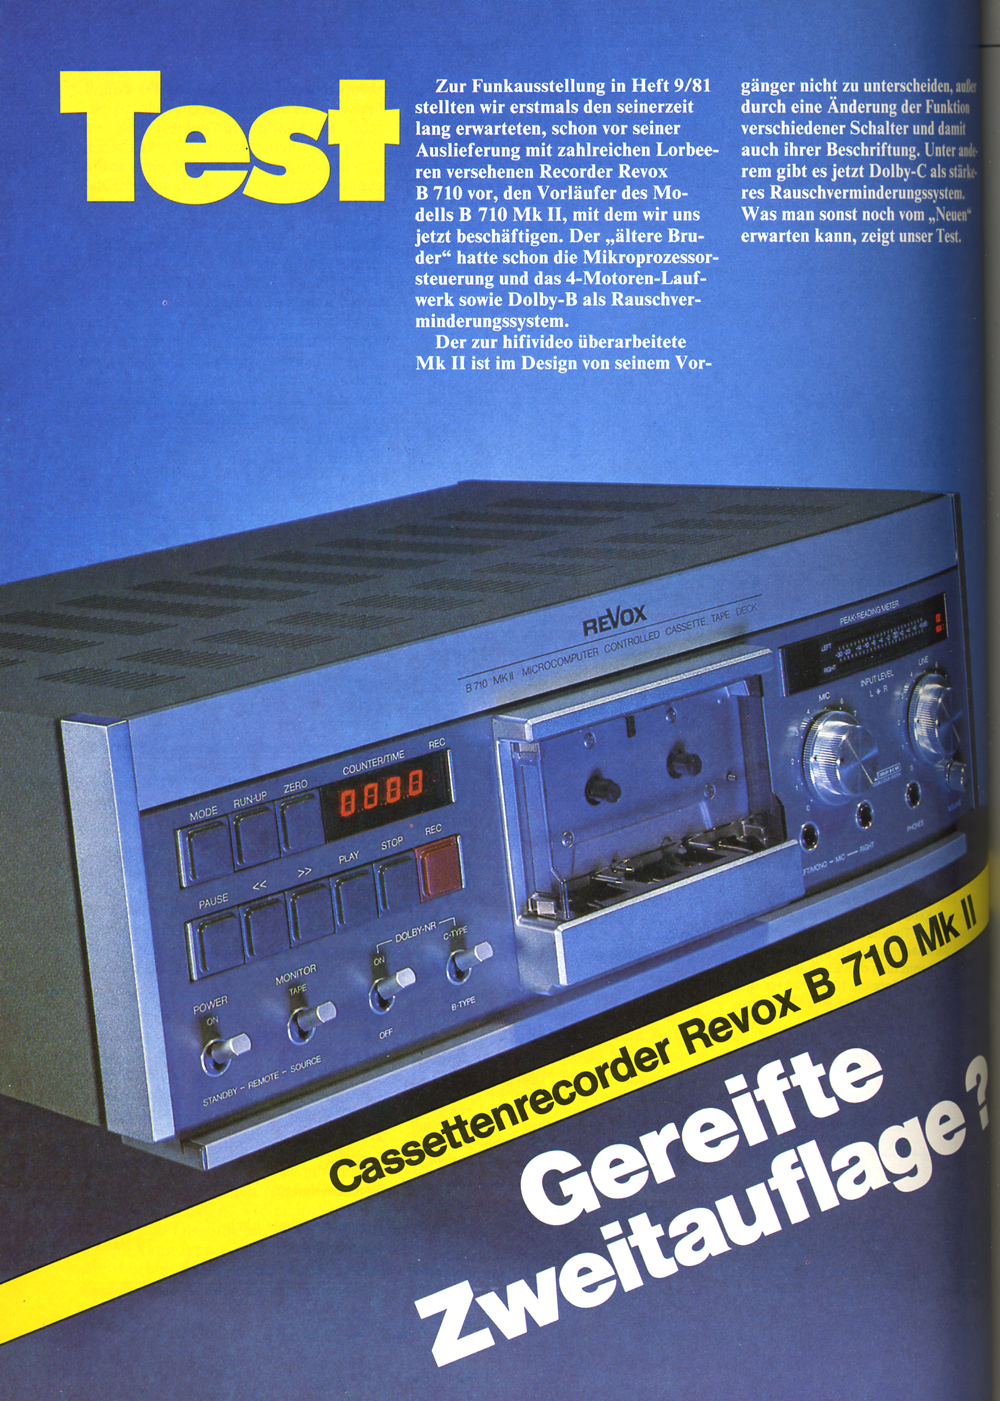 Test
Zur Funkausstellung in Heft 9/81
stellten wir erstmals den seinerzeit
lang erwarteten, schon vor seiner
Auslieferung mit zahlreichen Lorbee-
ren versehenen Recorder Revox
B 710 vor, den Vorläufer des Mo-
dells B 710 Mk II, mit dem wir uns
jetzt beschäftigen. Der „ältere Bru-
der“ hatte schon die Mikroprozessor-
steuerung und das 4-Motoren-Lauf-
werk sowie Dolby-B als Rauschver-
minderungssystem.
Der zur hifivideo überarbeitete
Mk II ist im Design von seinem Vor-
gänger nicht zu unterscheiden, außer
durch eine Änderung der Funktion
verschiedener Schalter und damit
auch ihrer Beschriftung. Unter ande-
rem gibt es jetzt Dolby-C als stärke-
res Rauschverminderungssystem.
Was man sonst noch vom „Neuen“
erwarten kann, zeigt unser Test.
REVOX
B 710 MKII MICROCOMPUTER CONTROLLED CASSETTE TAPE DECK
PEAK-READING METER
LEFT
RIGHT
INPUT LEVEL
L + R
MIC
LINE
COUNTER/TIME
REC
MODE
RUN-UP
ZERO
8888
PAUSE
<<
>>
PLAY
STOP
REC
DOLBY-NR
ON
C-TYPE
OFF
B-TYPE
MONITOR
TAPE
POWER
ON
STANDBY – REMOTE – SOURCE
PHONES
MIC
RIGHT
Cassettenrecorder Revox B 710 Mk II
Gereifte
Zweitauflage?